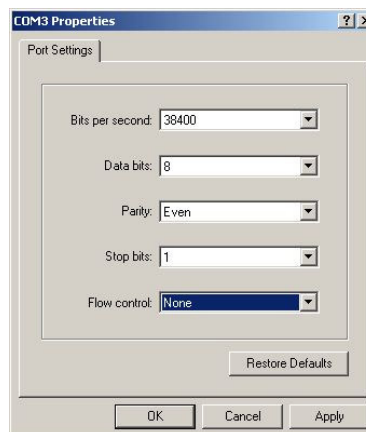 COM3 Properties
Port Settings
Bits per second: 38400
Data bits: 8
Parity: Even
Stop bits: 1
Flow control: None
Restore Defaults
OK Cancel Apply